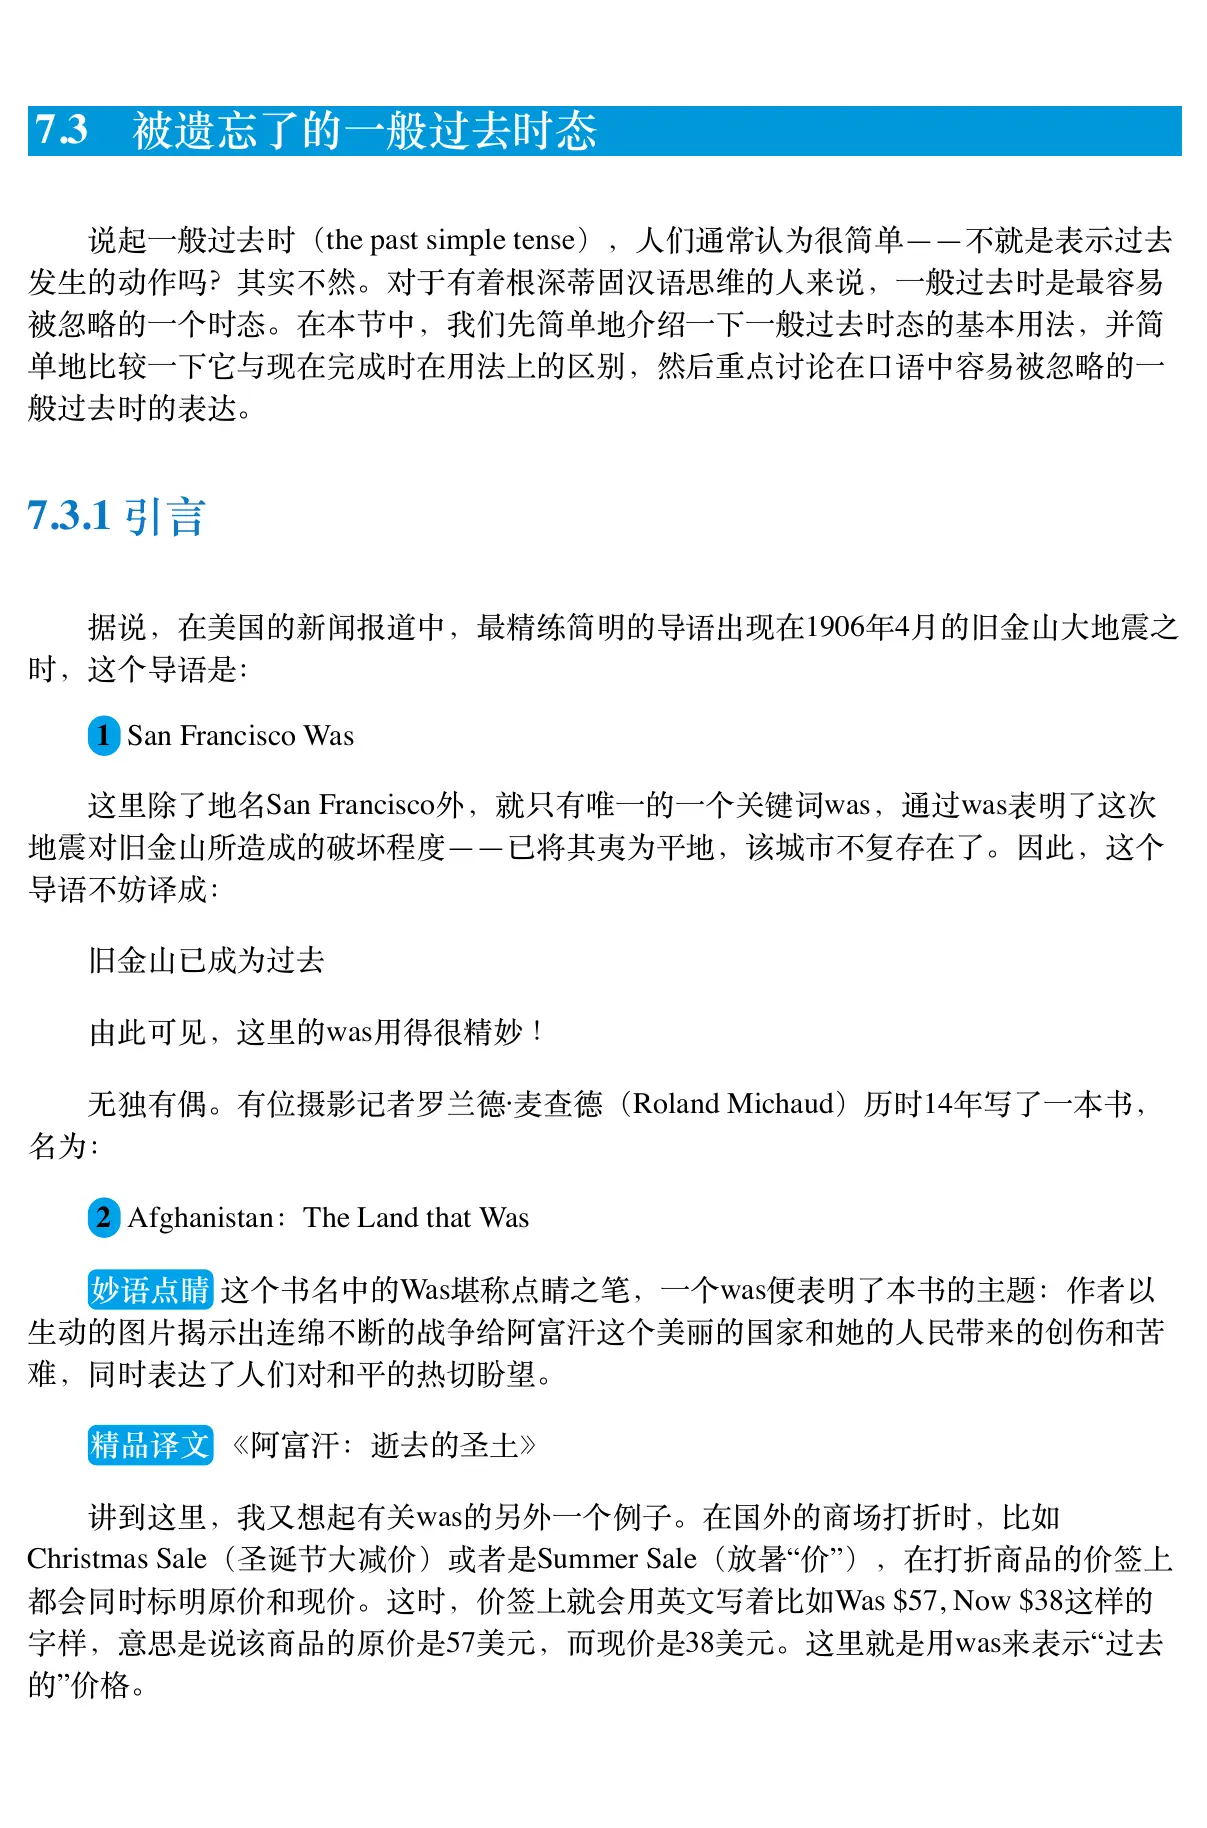 7.3 被遗忘了的一般过去时态
说起一般过去时（the past simple tense），人们通常认为很简单——不就是表示过去
发生的动作吗？其实不然。对于有着根深蒂固汉语思维的人来说，一般过去时是最容易
被忽略的一个时态。在本节中，我们先简单地介绍一下一般过去时态的基本用法，并简
单地比较一下它与现在完成时在用法上的区别，然后重点讨论在口语中容易被忽略的一
般过去时的表达。
7.3.1 引言
据说，在美国的新闻报道中，最精练简明的导语出现在1906年4月的旧金山大地震之
时，这个导语是：
1 San Francisco Was
这里除了地名San Francisco外，就只有唯一的一个关键词was，通过was表明了这次
地震对旧金山所造成的破坏程度——已将其夷为平地，该城市不复存在了。因此，这个
导语不妨译成：
旧金山已成为过去
由此可见，这里的was用得很精妙！
无独有偶。有位摄影记者罗兰德·麦查德（Roland Michaud）历时14年写了一本书，
名为：
2 Afghanistan：The Land that Was
妙语点睛 这个书名中的Was堪称点睛之笔，一个was便表明了本书的主题：作者以
生动的图片揭示出连绵不断的战争给阿富汗这个美丽的国家和她的人民带来的创伤和苦
难，同时表达了人们对和平的热切盼望。
精品译文 《阿富汗：逝去的圣土》
讲到这里，我又想起有关was的另外一个例子。在国外的商场打折时，比如
Christmas Sale（圣诞节大减价）或者是Summer Sale（放暑“价”），在打折商品的价签上
都会同时标明原价和现价。这时，价签上就会用英文写着比如Was $57, Now $38这样的
字样，意思是说该商品的原价是57美元，而现价是38美元。这里就是用was来表示“过去
的”价格。